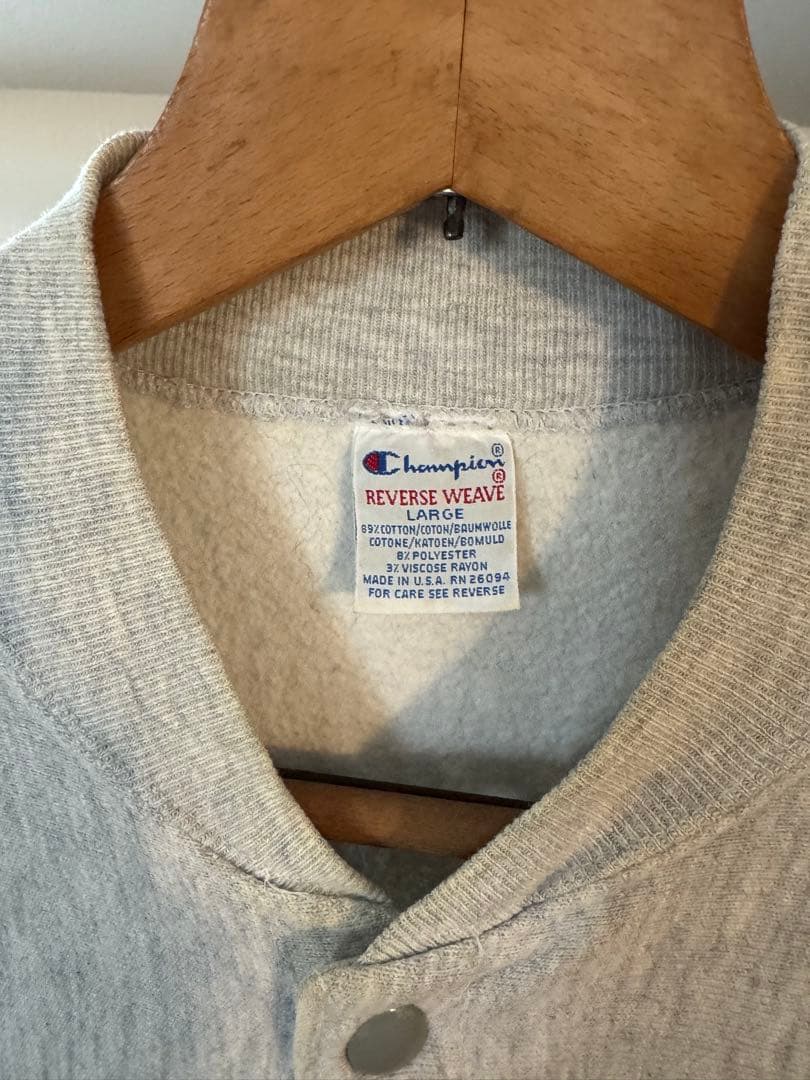 Champion®
®
REVERSE WEAVE
LARGE
89%COTTON/COTON/BAUMWOLLE
COTONE/KATOEN/BOMULD
8% POLYESTER
3% VISCOSE RAYON
MADE IN U.S.A. RN 26094
FOR CARE SEE REVERSE